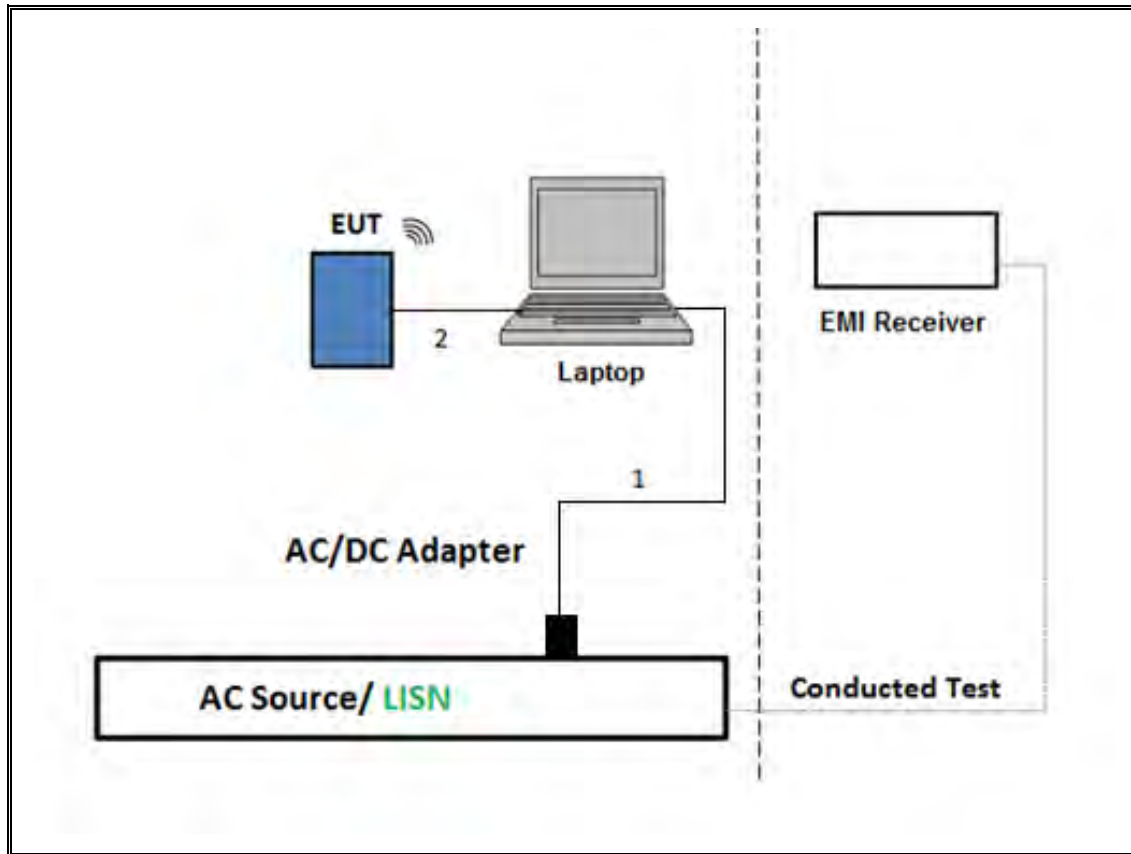 EUT
EMI Receiver
2
Laptop
1
AC/DC Adapter
AC Source/ LISN
Conducted Test